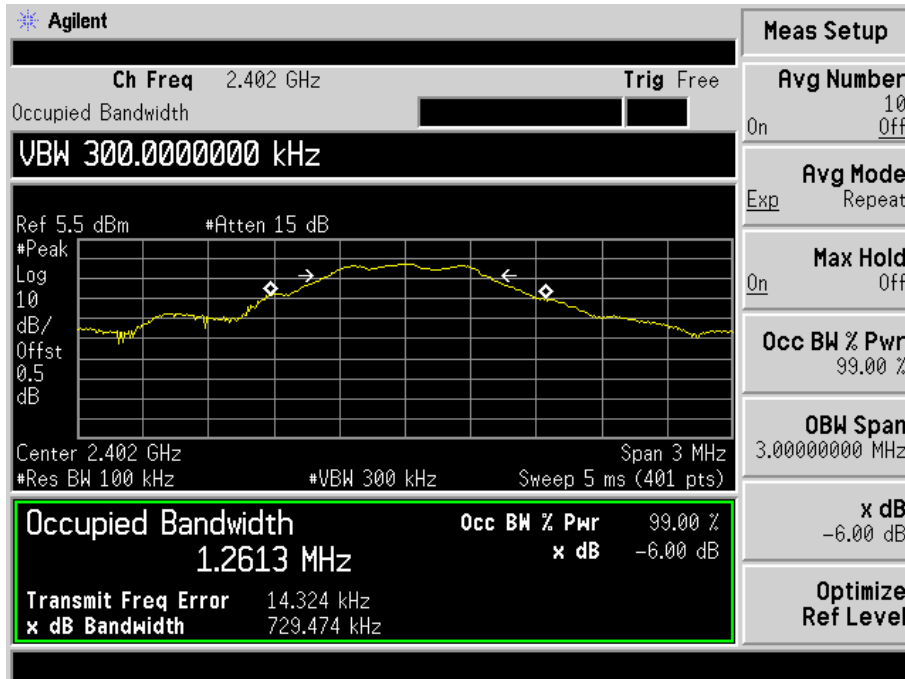 Agilent
Ch Freq 2.402 GHz Trig Free
Occupied Bandwidth
VBW 300.0000000 kHz
Ref 5.5 dBm #Atten 15 dB
#Peak
Log
10
dB/
Offst
0.5
dB
Center 2.402 GHz Span 3 MHz
#Res BW 100 kHz #VBW 300 kHz Sweep 5 ms (401 pts)
Occupied Bandwidth
1.2613 MHz
Occ BW % Pwr 99.00 %
x dB -6.00 dB
Transmit Freq Error 14.324 kHz
x dB Bandwidth 729.474 kHz
Meas Setup
Avg Number
10
On Off
Avg Mode
Exp Repeat
Max Hold
On Off
Occ BW % Pwr
99.00 %
OBW Span
3.00000000 MHz
x dB
-6.00 dB
Optimize
Ref Level